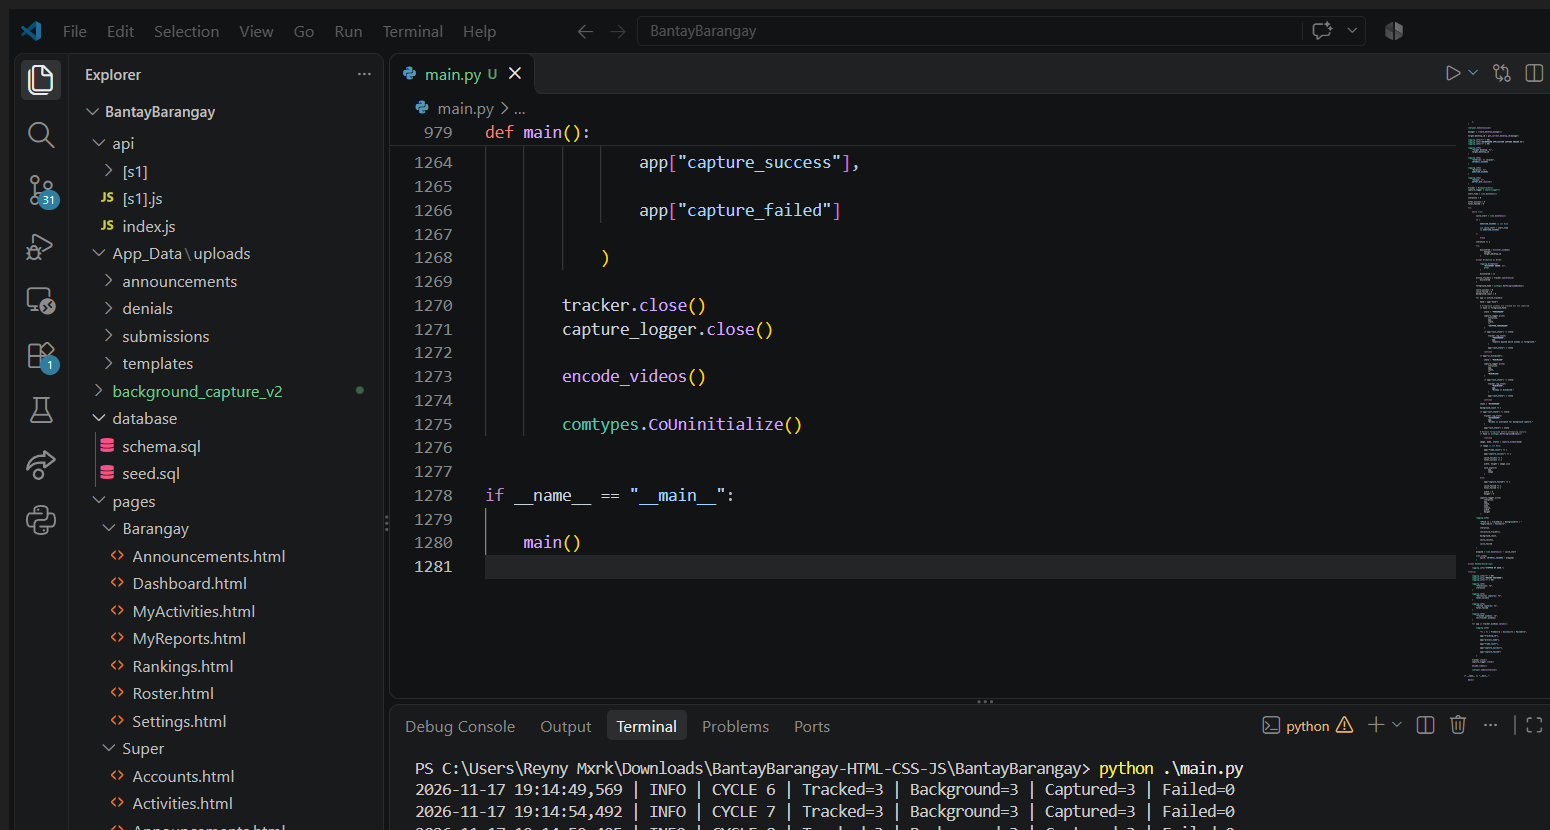 File Edit Selection View Go Run Terminal Help BantayBarangay
Explorer
BantayBarangay
api
[s1]
JS [s1].js
JS index.js
App_Data\uploads
announcements
denials
submissions
templates
background_capture_v2
database
schema.sql
seed.sql
pages
Barangay
Announcements.html
Dashboard.html
MyActivities.html
MyReports.html
Rankings.html
Roster.html
Settings.html
Super
Accounts.html
Activities.html
31
1
main.py U
main.py > ...
979 def main():
1264 app["capture_success"],
1265
1266 app["capture_failed"]
1267
1268 )
1269
1270 tracker.close()
1271 capture_logger.close()
1272
1273 encode_videos()
1274
1275 comtypes.CoUninitialize()
1276
1277
1278 if __name__ == "__main__":
1279
1280 main()
1281
Debug Console Output Terminal Problems Ports python
PS C:\Users\Reyny Mxrk\Downloads\BantayBarangay-HTML-CSS-JS\BantayBarangay> python .\main.py
2026-11-17 19:14:49,569 | INFO | CYCLE 6 | Tracked=3 | Background=3 | Captured=3 | Failed=0
2026-11-17 19:14:54,492 | INFO | CYCLE 7 | Tracked=3 | Background=3 | Captured=3 | Failed=0